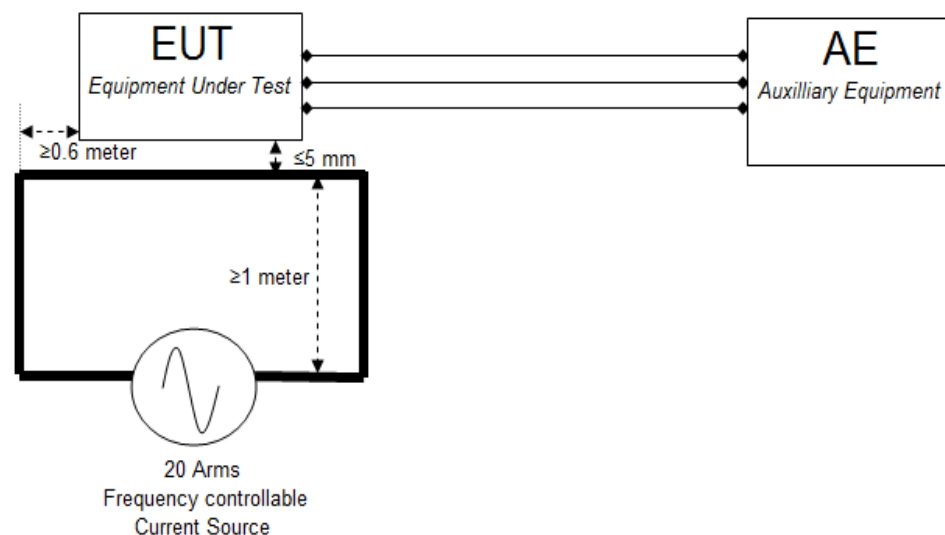 EUT
Equipment Under Test
AE
Auxilliary Equipment
≥0.6 meter
≤5 mm
≥1 meter
20 Arms
Frequency controllable
Current Source